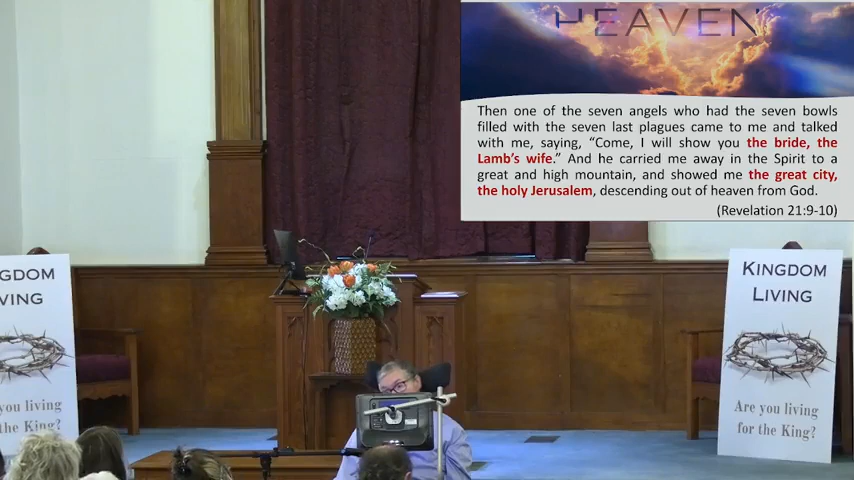 HEAVEN
Then one of the seven angels who had the seven bowls
filled with the seven last plagues came to me and talked
with me, saying, “Come, I will show you the bride, the
Lamb’s wife.” And he carried me away in the Spirit to a
great and high mountain, and showed me the great city,
the holy Jerusalem, descending out of heaven from God.
(Revelation 21:9-10)
NGDOM
VING
you living
the King?
KINGDOM
LIVING
Are you living
for the King?